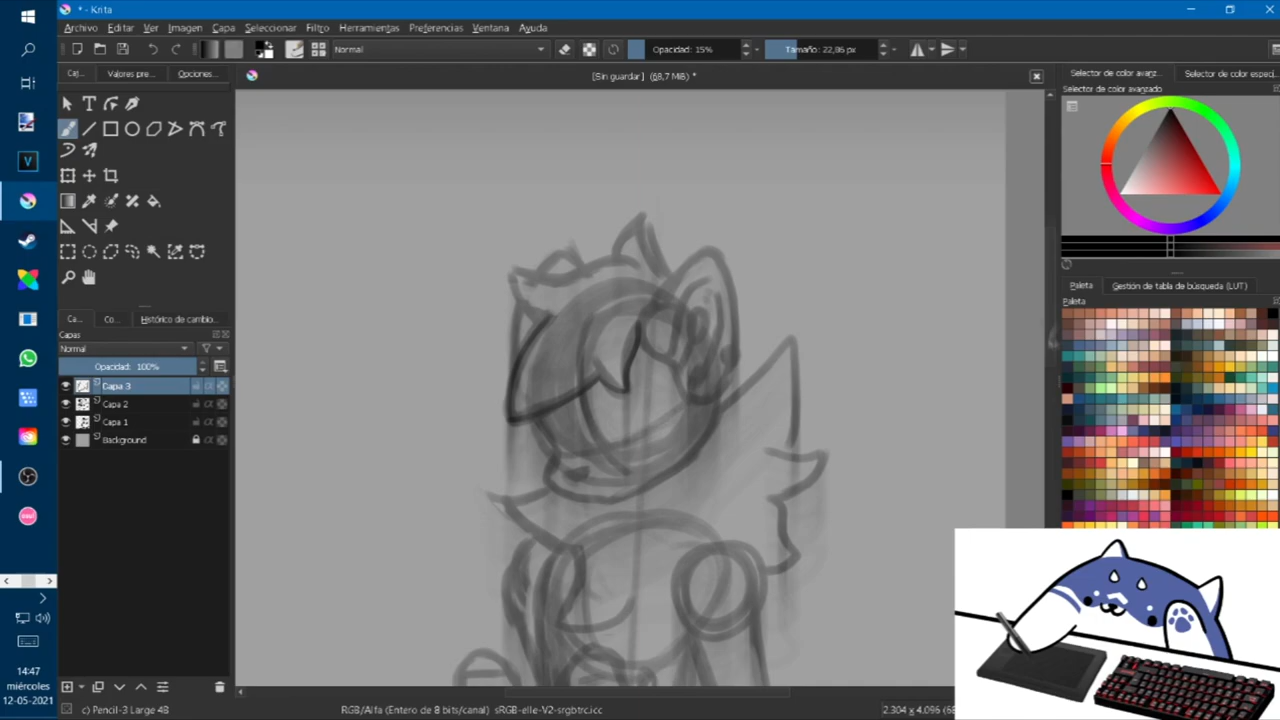 * - Krita
Archivo Editar Ver Imagen Capa Seleccionar Filtro Herramientas Preferencias Ventana Ayuda
Normal Opacidad: 15% Tamaño: 22,86 px
Caj... Valores pre... Opciones...
[Sin guardar] (68,7 MiB) *
Selector de color avanz... Selector de color especí...
Selector de color avanzado
V
Paleta Gestión de tabla de búsqueda (LUT)
Paleta
Ca... Co... Histórico de cambio...
Capas
Normal
Opacidad: 100%
Capa 3
Capa 2
Capa 1
Background
osu!
14:47
miércoles
12-05-2021
c) Pencil-3 Large 4B
RGB/Alfa (Entero de 8 bits/canal) sRGB-elle-V2-srgbtrc.icc
2.304 x 4.096